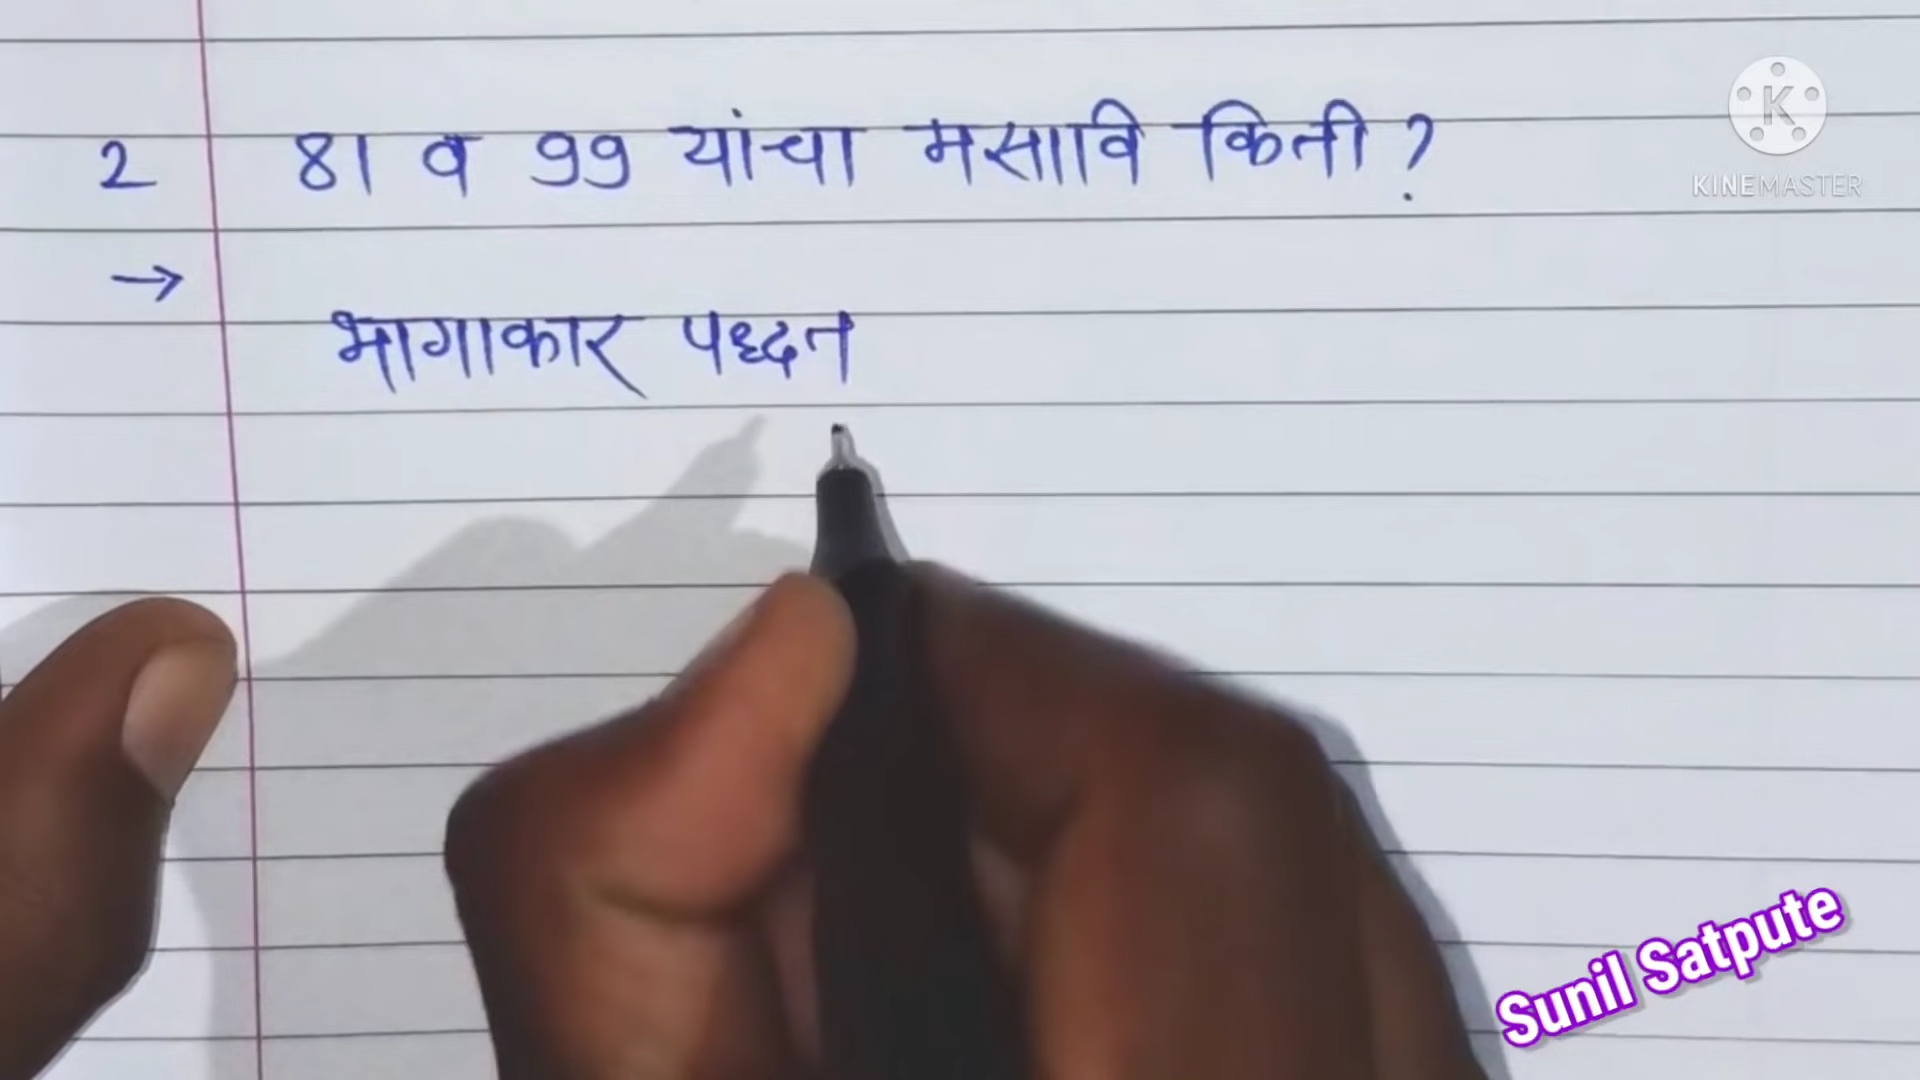 2 81 व 99 यांचा मसावि किती ?
→
भागाकार पध्दत
KINEMASTER
Sunil Satpute